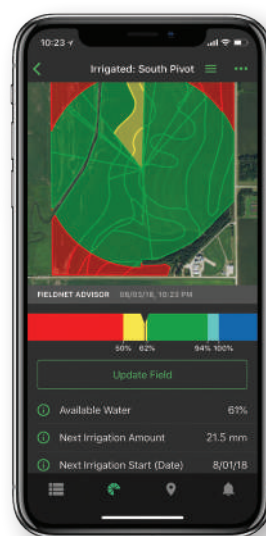 10:23
Irrigated: South Pivot
FIELDNET ADVISOR 08/03/18, 10:23 PM
50% 62% 94% 100%
Update Field
Available Water 61%
Next Irrigation Amount 21.5 mm
Next Irrigation Start (Date) 8/01/18